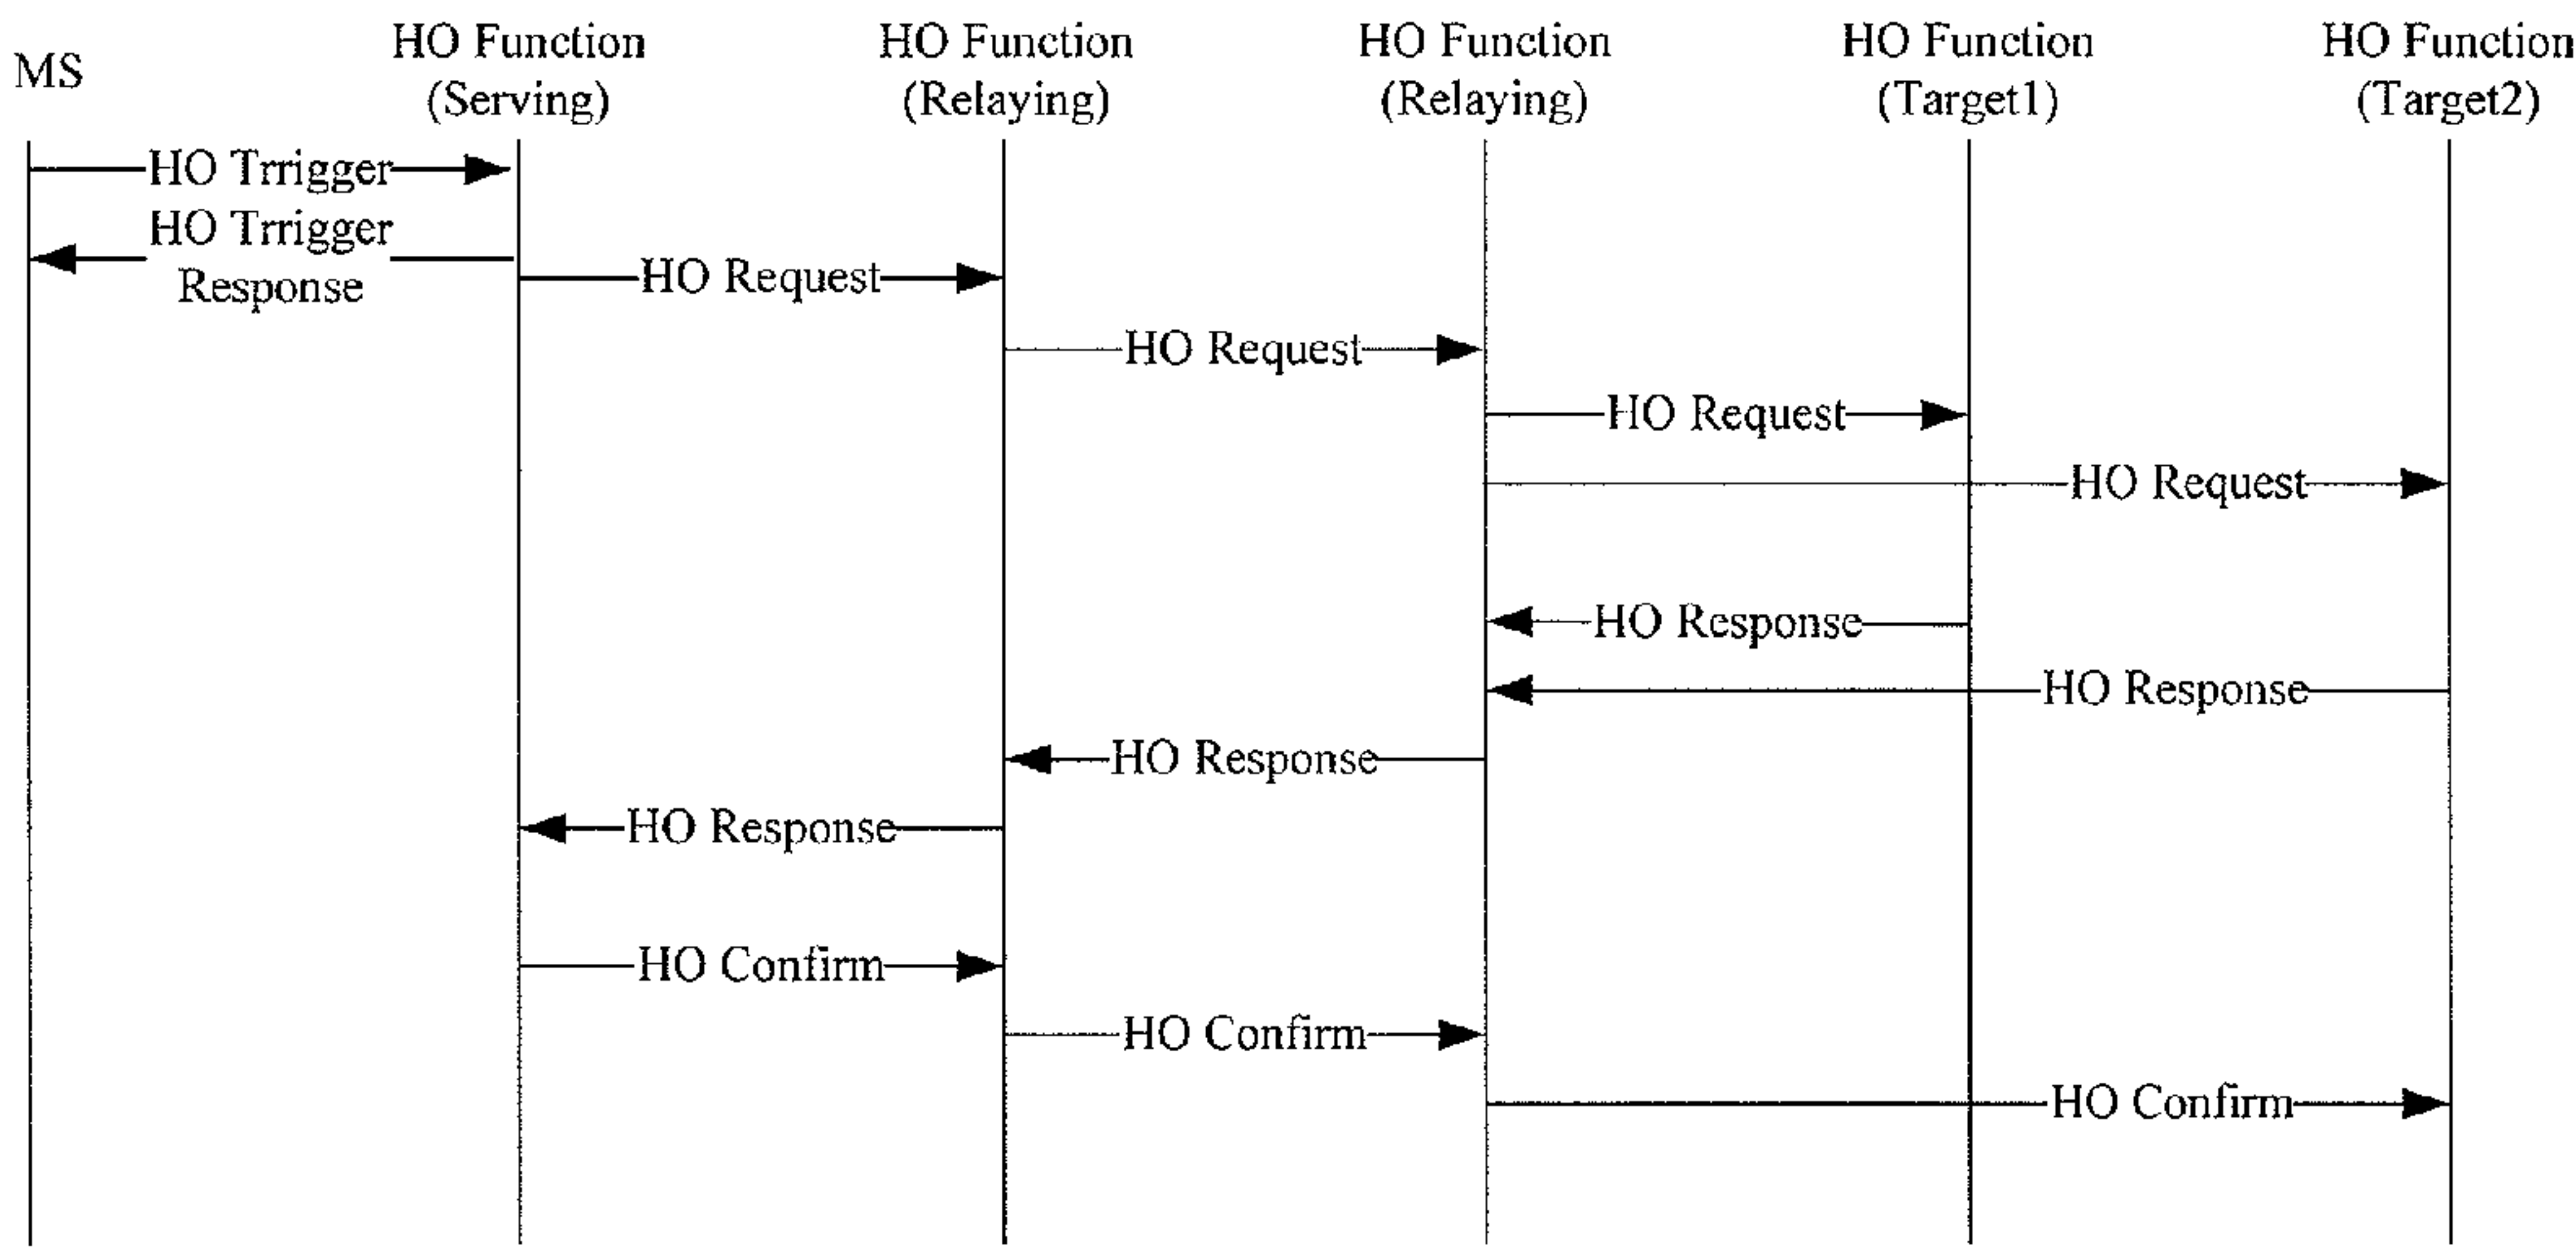 MS
HO Function
(Serving)
HO Function
(Relaying)
HO Function
(Relaying)
HO Function
(Target1)
HO Function
(Target2)
HO Trrigger
HO Trrigger
Response
HO Request
HO Request
HO Request
HO Request
HO Response
HO Response
HO Response
HO Response
HO Confirm
HO Confirm
HO Confirm